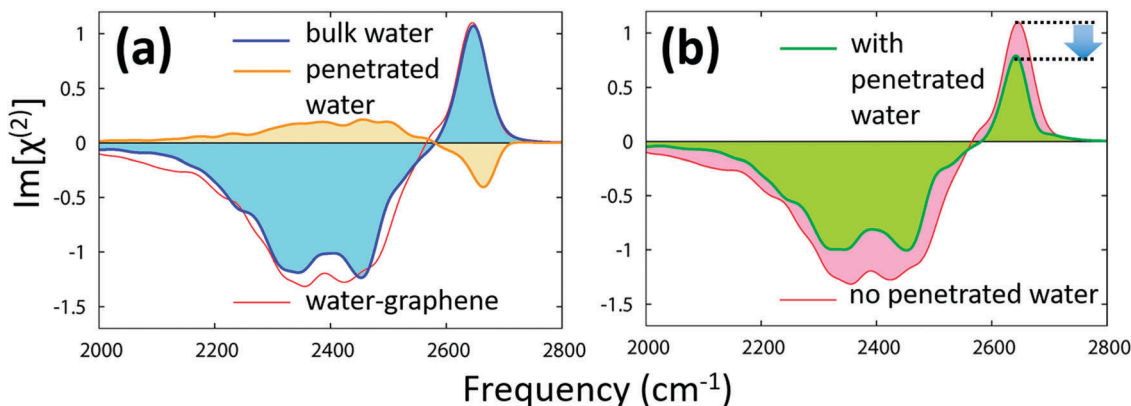 (a)
bulk water
penetrated
water
water-graphene
1
0.5
0
-0.5
-1
-1.5
2000
2200
2400
2600
2800
(b)
with
penetrated
water
no penetrated water
1
0.5
0
-0.5
-1
-1.5
2000
2200
2400
2600
2800
Im[χ(2)]
Frequency (cm-1)